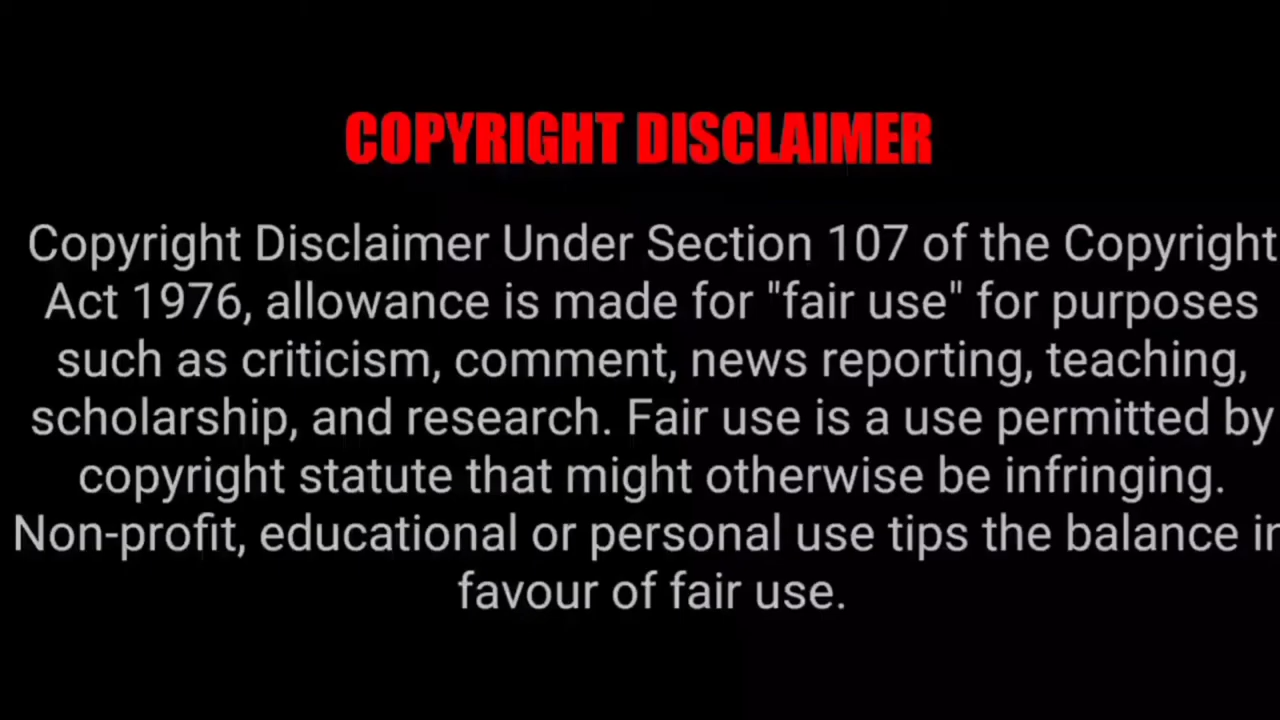 COPYRIGHT DISCLAIMER
Copyright Disclaimer Under Section 107 of the Copyright
Act 1976, allowance is made for "fair use" for purposes
such as criticism, comment, news reporting, teaching,
scholarship, and research. Fair use is a use permitted by
copyright statute that might otherwise be infringing.
Non-profit, educational or personal use tips the balance in
favour of fair use.